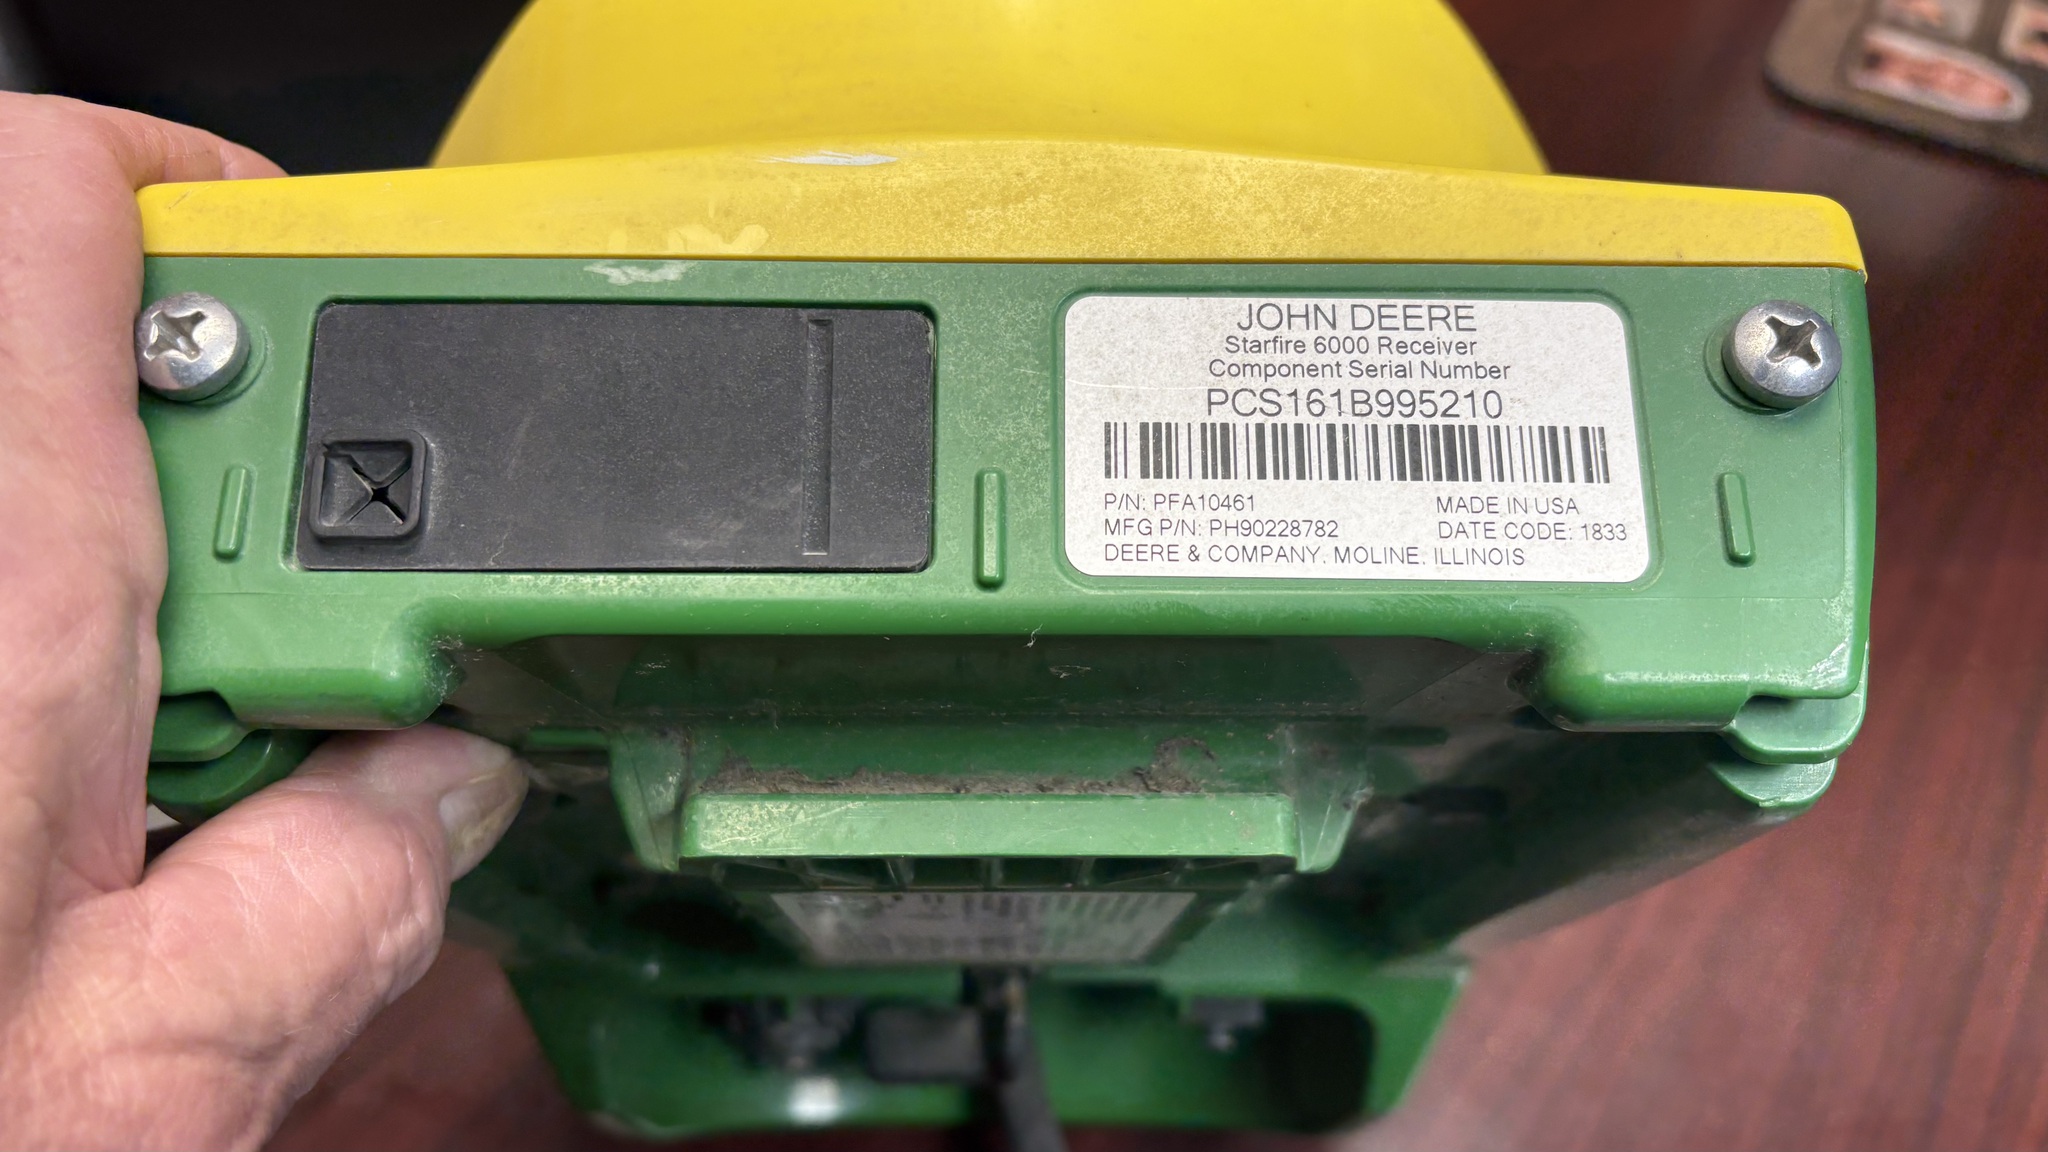 JOHN DEERE
Starfire 6000 Receiver
Component Serial Number
PCS161B995210
P/N: PFA10461
MADE IN USA
MFG P/N: PH90228782
DATE CODE: 1833
DEERE & COMPANY. MOLINE. ILLINOIS